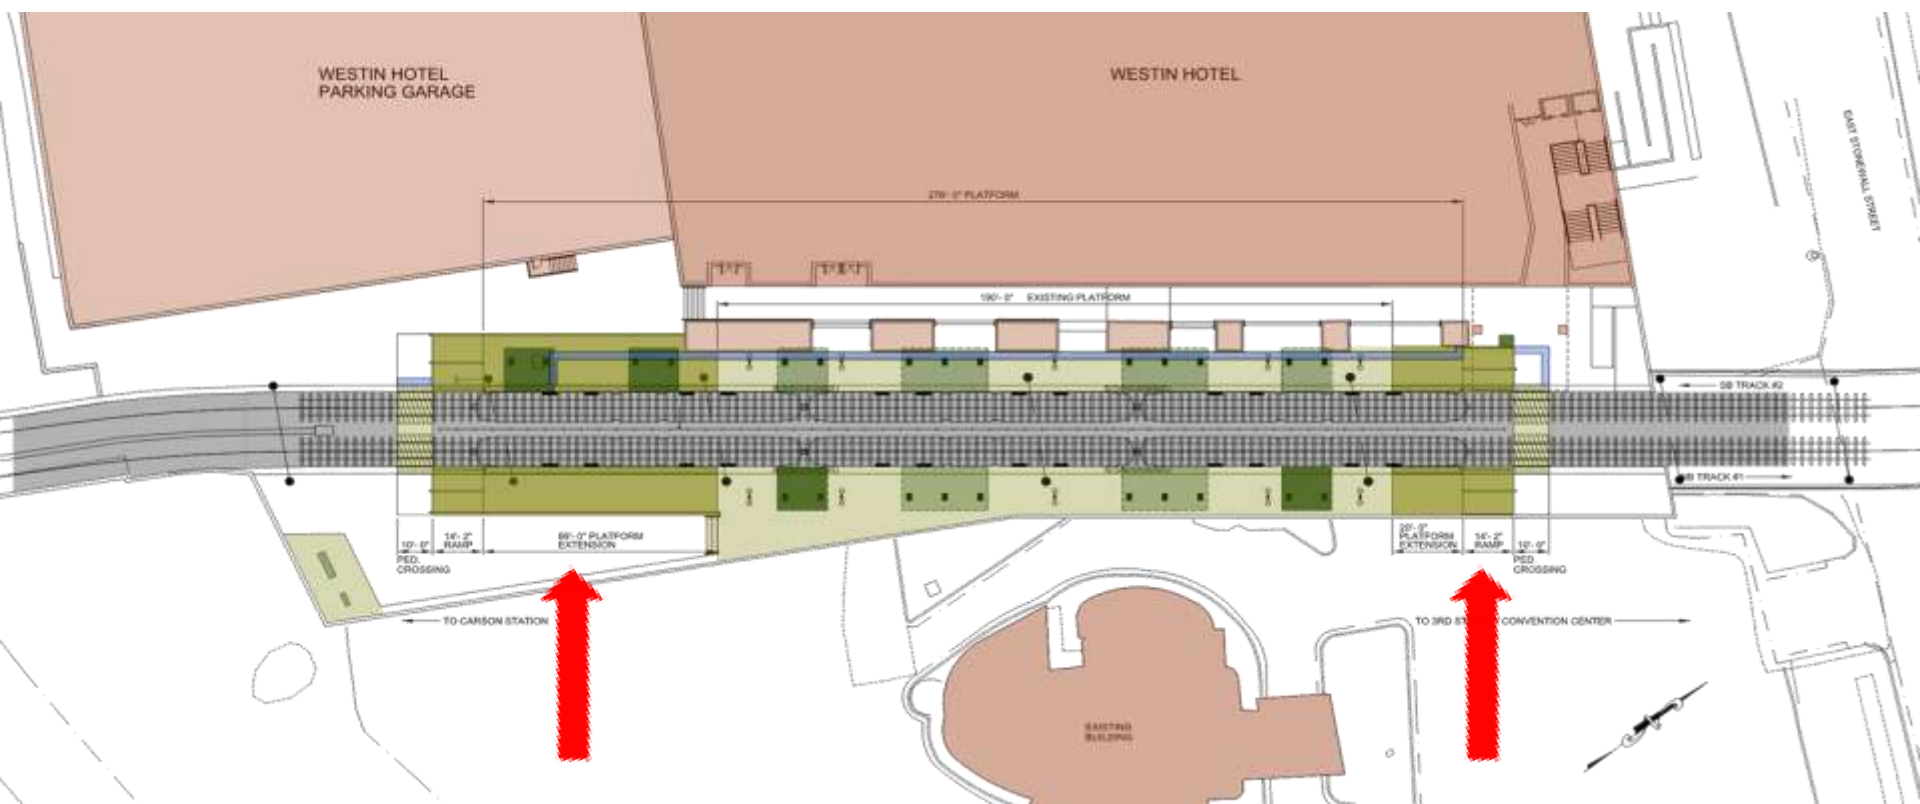 WESTIN HOTEL
PARKING GARAGE
WESTIN HOTEL
EAST STONEWALL STREET
276'- 0" PLATFORM
190'- 0" EXISTING PLATFORM
SB TRACK #2
NB TRACK #1
10'- 0"
PED.
CROSSING
14'- 2"
RAMP
66'- 0" PLATFORM
EXTENSION
20'- 0"
PLATFORM
EXTENSION
14'- 2"
RAMP
10'- 0"
PED.
CROSSING
TO CARSON STATION
TO 3RD ST CONVENTION CENTER
EXISTING
BUILDING